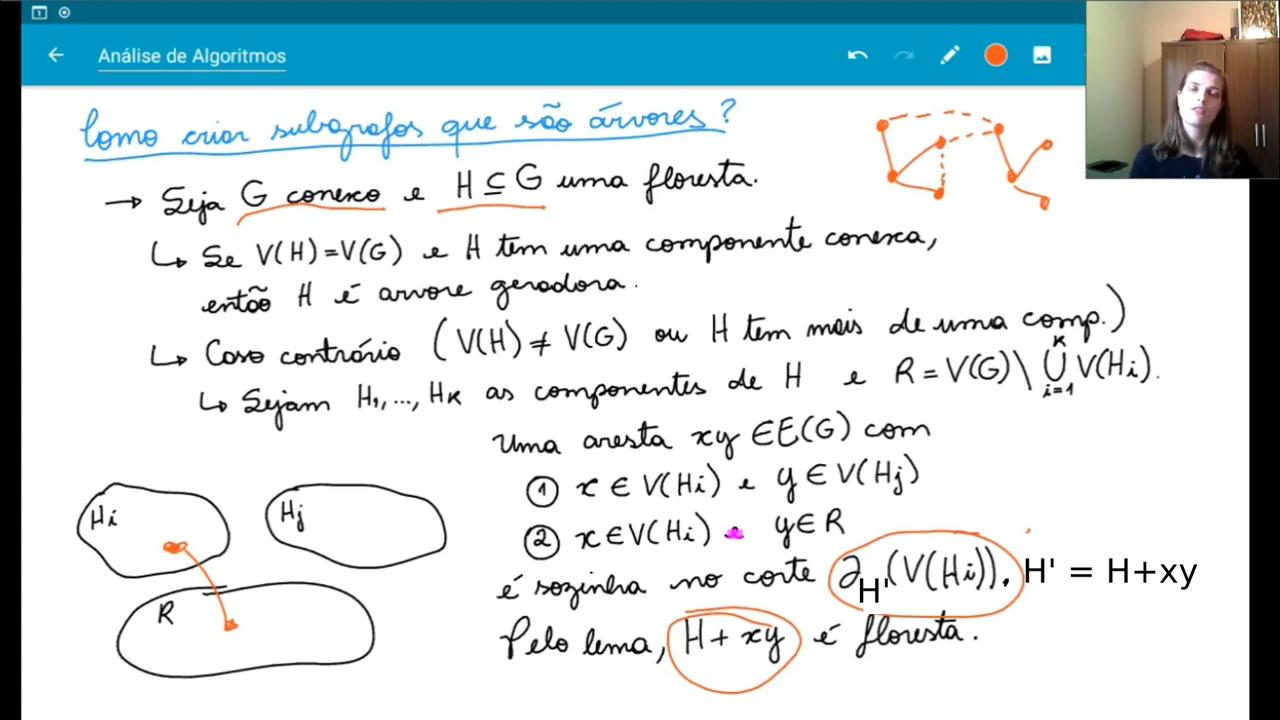 Análise de Algoritmos
Como criar subgrafos que são árvores?
→ Seja G conexo e H ⊆ G uma floresta.
↳ Se V(H)=V(G) e H tem uma componente conexa,
então H é arvore geradora.
↳ Caso contrário (V(H) ≠ V(G) ou H tem mais de uma comp.)
↳ Sejam H₁,..., Hₖ as componentes de H e R = V(G) \ ⋃ᵢ₌₁ᵏ V(Hi).
Uma aresta xy ∈ E(G) com
① x ∈ V(Hi) e y ∈ V(Hj)
② x ∈ V(Hi) e y ∈ R
é sozinha no corte ∂H'(V(Hi)). H' = H+xy
Pelo lema, H + xy é floresta.
Hi
Hj
R